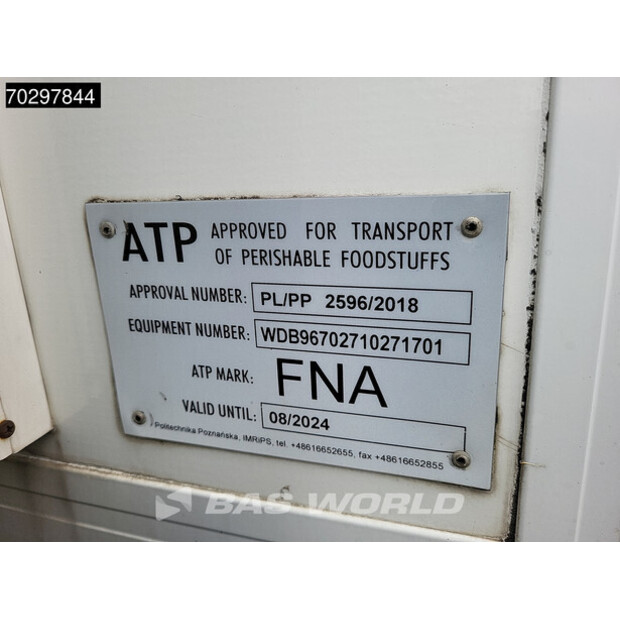 70297844
ATP APPROVED FOR TRANSPORT
OF PERISHABLE FOODSTUFFS
APPROVAL NUMBER: PL/PP 2596/2018
EQUIPMENT NUMBER: WDB96702710271701
ATP MARK: FNA
VALID UNTIL: 08/2024
Politechnika Poznańska, IMRiPS, tel. +48616652655, fax +48616652855
BAS WORLD